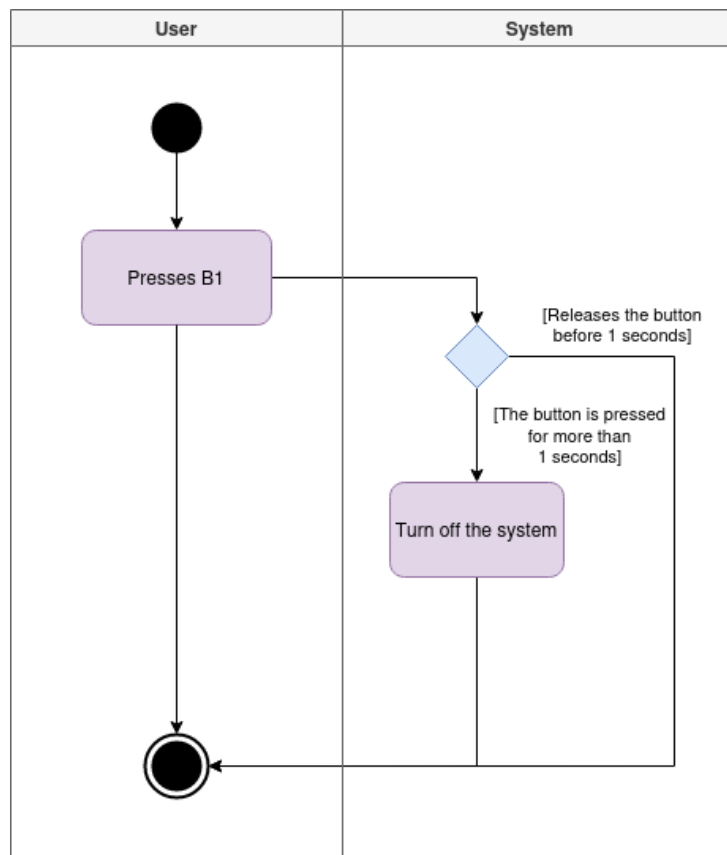 User
System
Presses B1
[Releases the button
before 1 seconds]
[The button is pressed
for more than
1 seconds]
Turn off the system